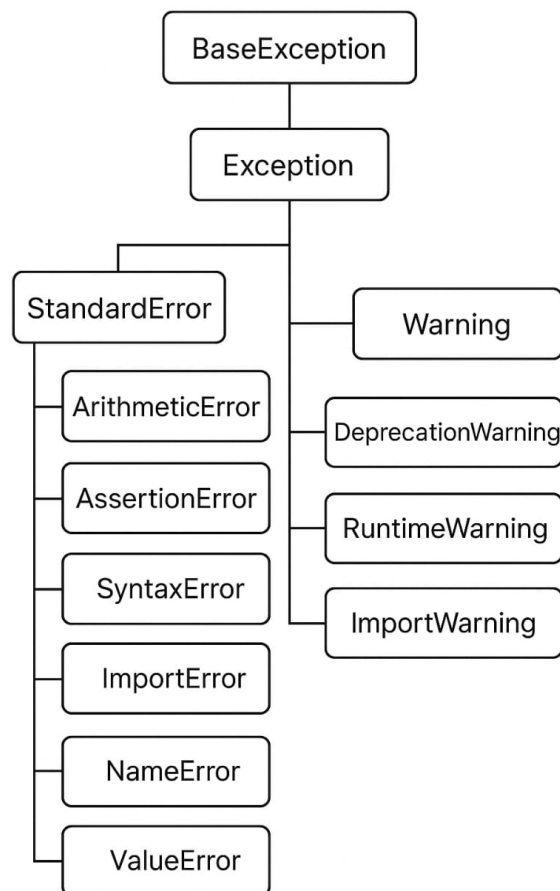 BaseException
Exception
StandardError
ArithmeticError
AssertionError
SyntaxError
ImportError
NameError
ValueError
Warning
DeprecationWarning
RuntimeWarning
ImportWarning